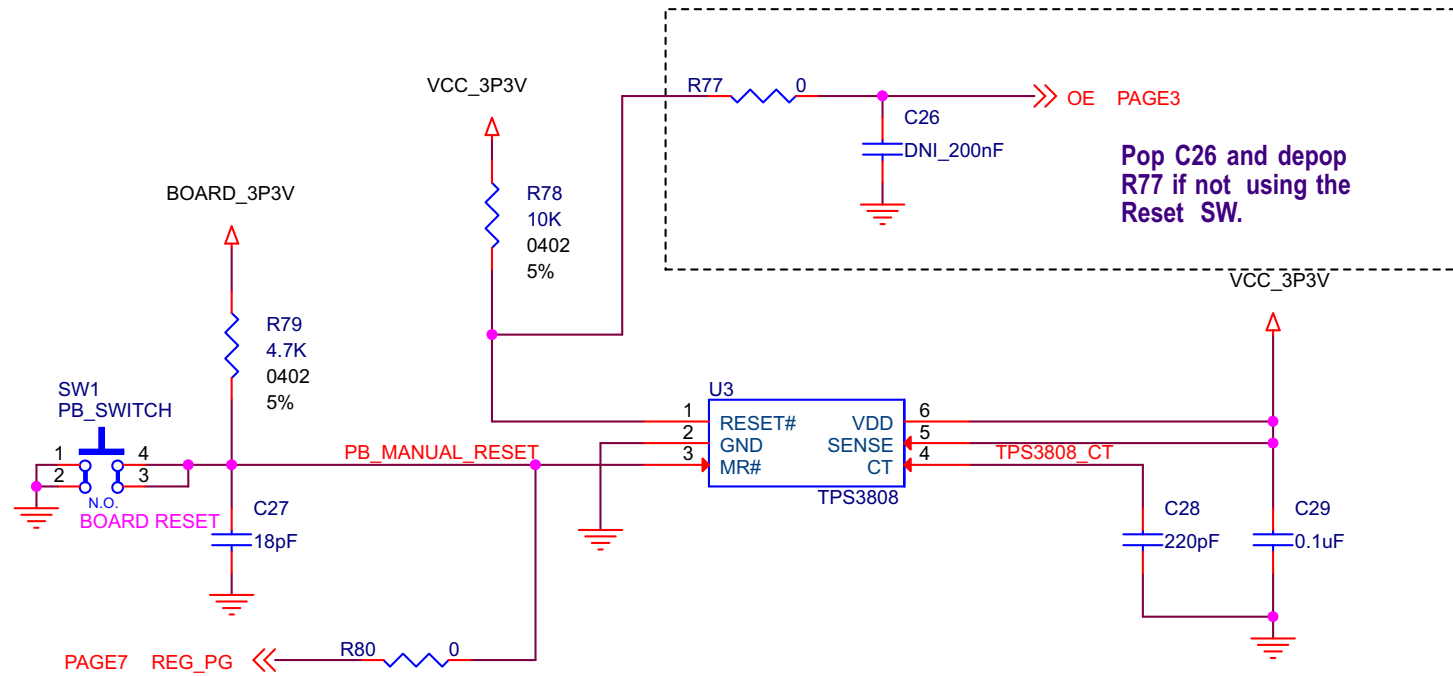 VCC_3P3V
R77 0
OE PAGE3
C26
DNI_200nF
Pop C26 and depop
R77 if not using the
Reset SW.
R78
10K
0402
5%
BOARD_3P3V
VCC_3P3V
R79
4.7K
0402
5%
SW1
PB_SWITCH
1 4
2 3
N.O.
BOARD RESET
C27
18pF
PB_MANUAL_RESET
U3
1 RESET# VDD 6
2 GND SENSE 5
3 MR# CT 4
TPS3808
TPS3808_CT
C28
220pF
C29
0.1uF
R80 0
PAGE7 REG_PG